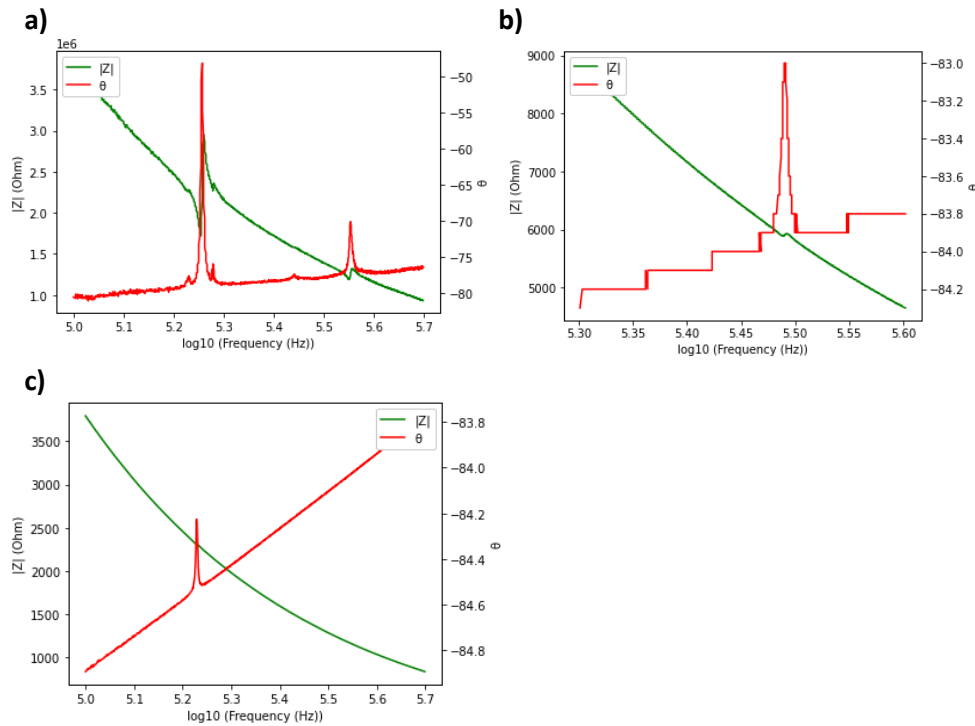 a)
1e6
|Z|
θ
3.5
3.0
2.5
2.0
1.5
1.0
|Z| (Ohm)
−50
−55
−60
−65
−70
−75
−80
θ
5.0 5.1 5.2 5.3 5.4 5.5 5.6 5.7
log10 (Frequency (Hz))
b)
|Z|
θ
9000
8000
7000
6000
5000
|Z| (Ohm)
−83.0
−83.2
−83.4
−83.6
−83.8
−84.0
−84.2
θ
5.30 5.35 5.40 5.45 5.50 5.55 5.60
log10 (Frequency (Hz))
c)
|Z|
θ
3500
3000
2500
2000
1500
1000
|Z| (Ohm)
−83.8
−84.0
−84.2
−84.4
−84.6
−84.8
θ
5.0 5.1 5.2 5.3 5.4 5.5 5.6 5.7
log10 (Frequency (Hz))